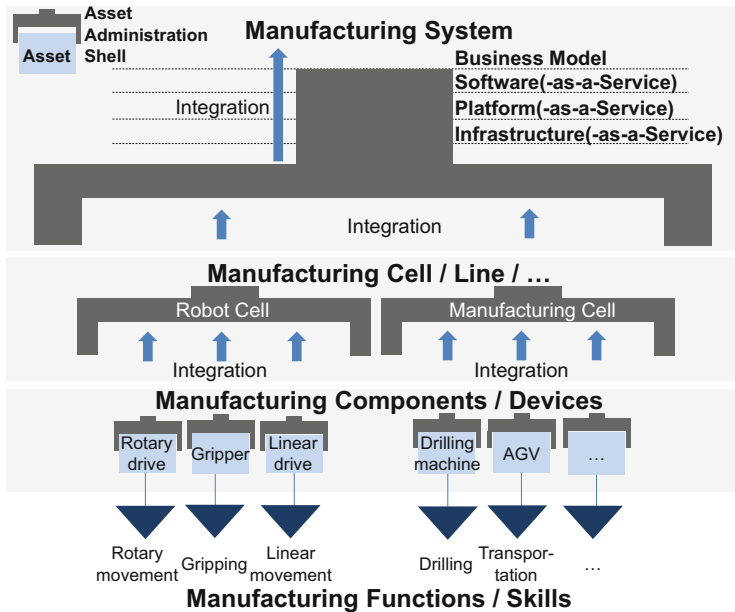 Asset
Administration
Shell
Asset
Manufacturing System
Business Model
Software(-as-a-Service)
Integration
Platform(-as-a-Service)
Infrastructure(-as-a-Service)
Integration
Manufacturing Cell / Line / …
Robot Cell
Manufacturing Cell
Integration
Integration
Manufacturing Components / Devices
Rotary
drive
Gripper
Linear
drive
Drilling
machine
AGV
…
Rotary
movement
Gripping
Linear
movement
Drilling
Transpor-
tation
…
Manufacturing Functions / Skills